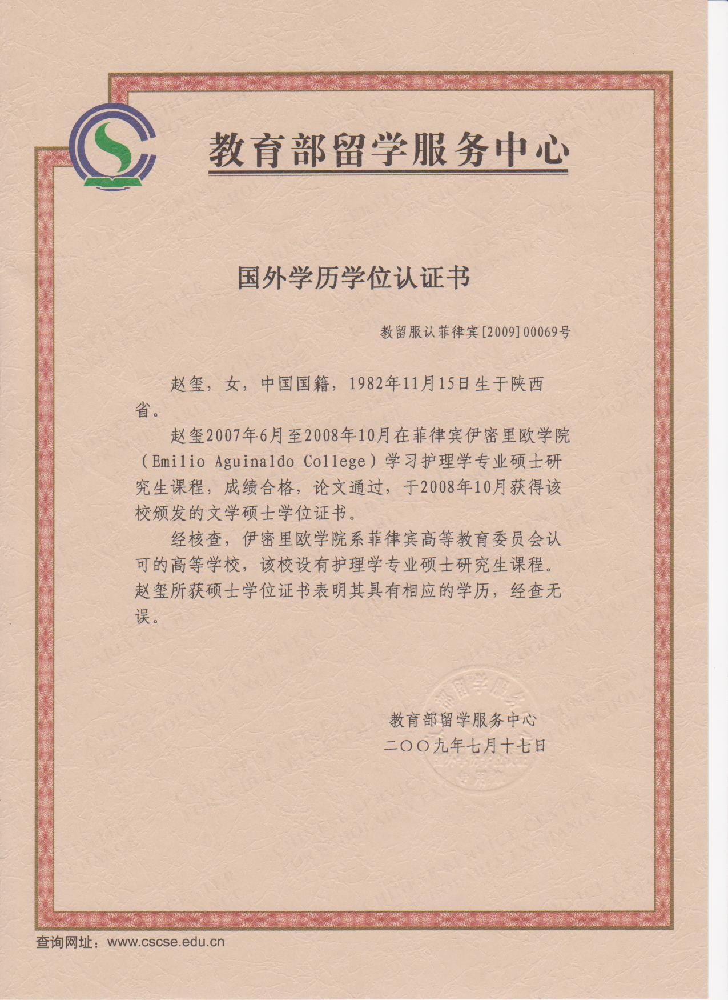 教育部留学服务中心
国外学历学位认证书
教留服认菲律宾[2009]00069号
赵玺，女，中国国籍，1982年11月15日生于陕西
省。
赵玺2007年6月至2008年10月在菲律宾伊密里欧学院
（Emilio Aguinaldo College）学习护理学专业硕士研
究生课程，成绩合格，论文通过，于2008年10月获得该
校颁发的文学硕士学位证书。
经核查，伊密里欧学院系菲律宾高等教育委员会认
可的高等学校，该校设有护理学专业硕士研究生课程。
赵玺所获硕士学位证书表明其具有相应的学历，经查无
误。
教育部留学服务中心
二〇〇九年七月十七日
查询网址：www.cscse.edu.cn